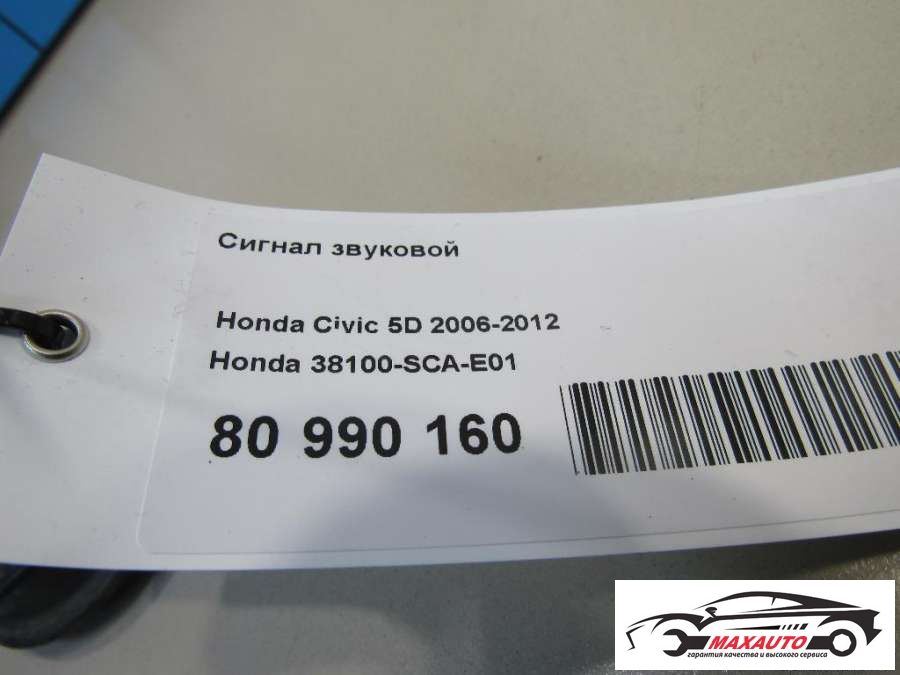 Сигнал звуковой
Honda Civic 5D 2006-2012
Honda 38100-SCA-E01
80 990 160
MAXAUTO
гарантия качества и высокого сервиса